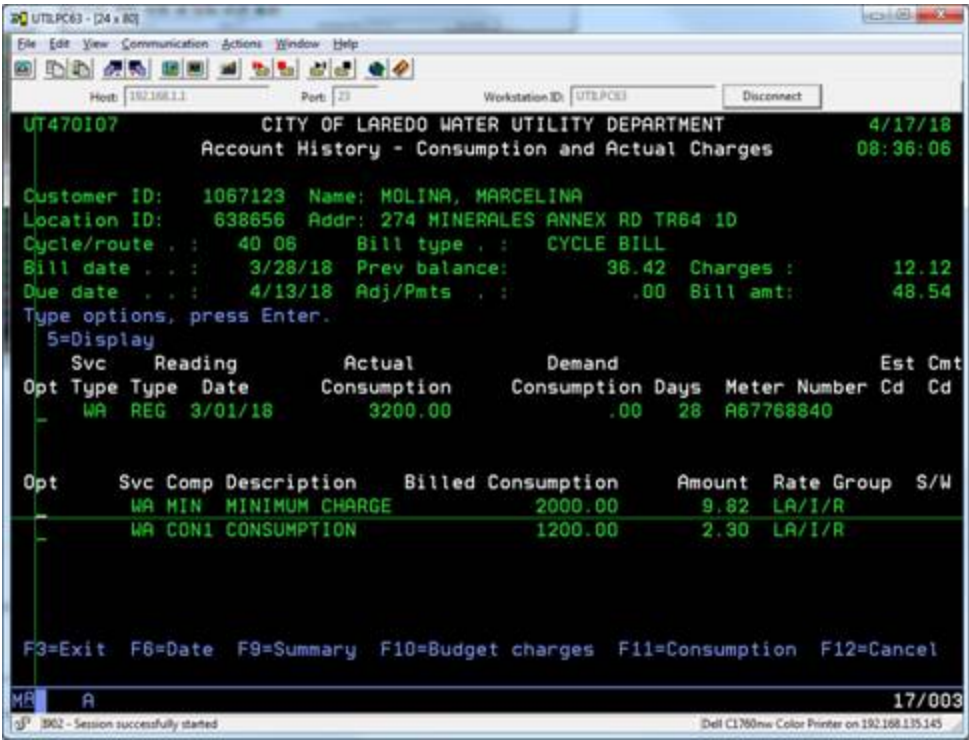 UTILPC63 - [24 x 80]
File Edit View Communication Actions Window Help
Host: 192.168.1.1 Port: 23 Workstation ID: UTILPC63 Disconnect
UT470I07 CITY OF LAREDO WATER UTILITY DEPARTMENT 4/17/18
Account History - Consumption and Actual Charges 08:36:06
Customer ID: 1067123 Name: MOLINA, MARCELINA
Location ID: 638656 Addr: 274 MINERALES ANNEX RD TR64 1D
Cycle/route . : 40 06 Bill type . : CYCLE BILL
Bill date . . : 3/28/18 Prev balance: 36.42 Charges : 12.12
Due date . . : 4/13/18 Adj/Pmts . : .00 Bill amt: 48.54
Type options, press Enter.
5=Display
Svc Reading Actual Demand Est Cmt
Opt Type Type Date Consumption Consumption Days Meter Number Cd Cd
_ WA REG 3/01/18 3200.00 .00 28 A67768840
Opt Svc Comp Description Billed Consumption Amount Rate Group S/W
_ WA MIN MINIMUM CHARGE 2000.00 9.82 LA/I/R
_ WA CON1 CONSUMPTION 1200.00 2.30 LA/I/R
F3=Exit F6=Date F9=Summary F10=Budget charges F11=Consumption F12=Cancel
MA A 17/003
I902 - Session successfully started Dell C1760nw Color Printer on 192.168.135.145